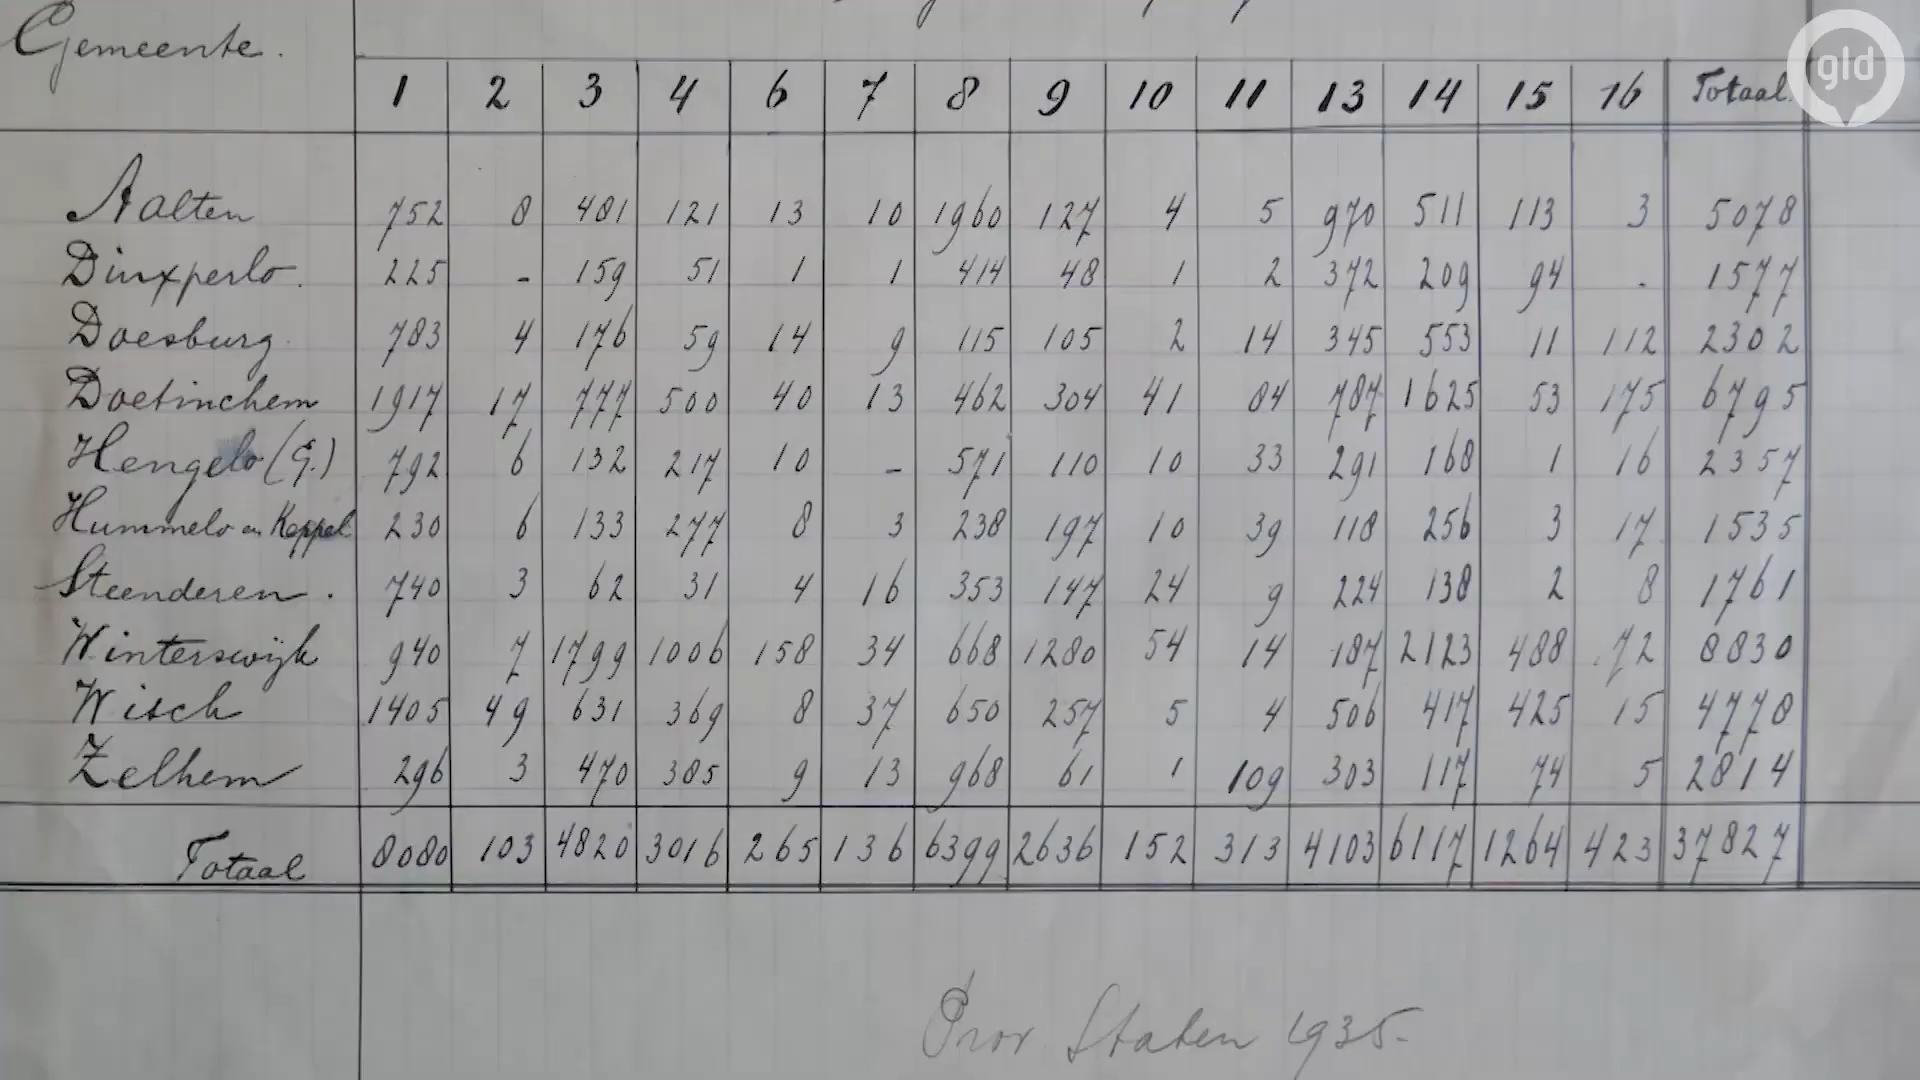 gld
Gemeente.
1 2 3 4 6 7 8 9 10 11 13 14 15 16 Totaal.
Aalten 752 8 481 121 13 10 1960 127 4 5 970 511 113 3 5078
Dinxperlo. 225 - 159 51 1 1 414 48 1 2 372 209 94 . 1577
Doesburg. 783 4 176 59 14 9 115 105 2 14 345 553 11 112 2302
Doetinchem 1917 17 777 500 40 13 462 304 41 84 787 1625 53 175 6795
Hengelo (G.) 792 6 132 217 10 - 571 110 10 33 291 168 1 16 2357
Hummelo en Keppel 230 6 133 277 8 3 238 197 10 39 118 256 3 17 1535
Steenderen. 740 3 62 31 4 16 353 147 24 9 224 138 2 8 1761
Winterswijk 940 7 1799 1006 158 34 668 1280 54 14 187 2123 488 72 8830
Wisch 1405 49 631 369 8 37 650 257 5 4 506 417 425 15 4778
Zelhem 296 3 470 385 9 13 968 61 1 109 303 117 74 5 2814
Totaal 8080 103 4820 3016 265 136 6399 2636 152 313 4103 6117 1264 423 37827
Prov Staten 1935.